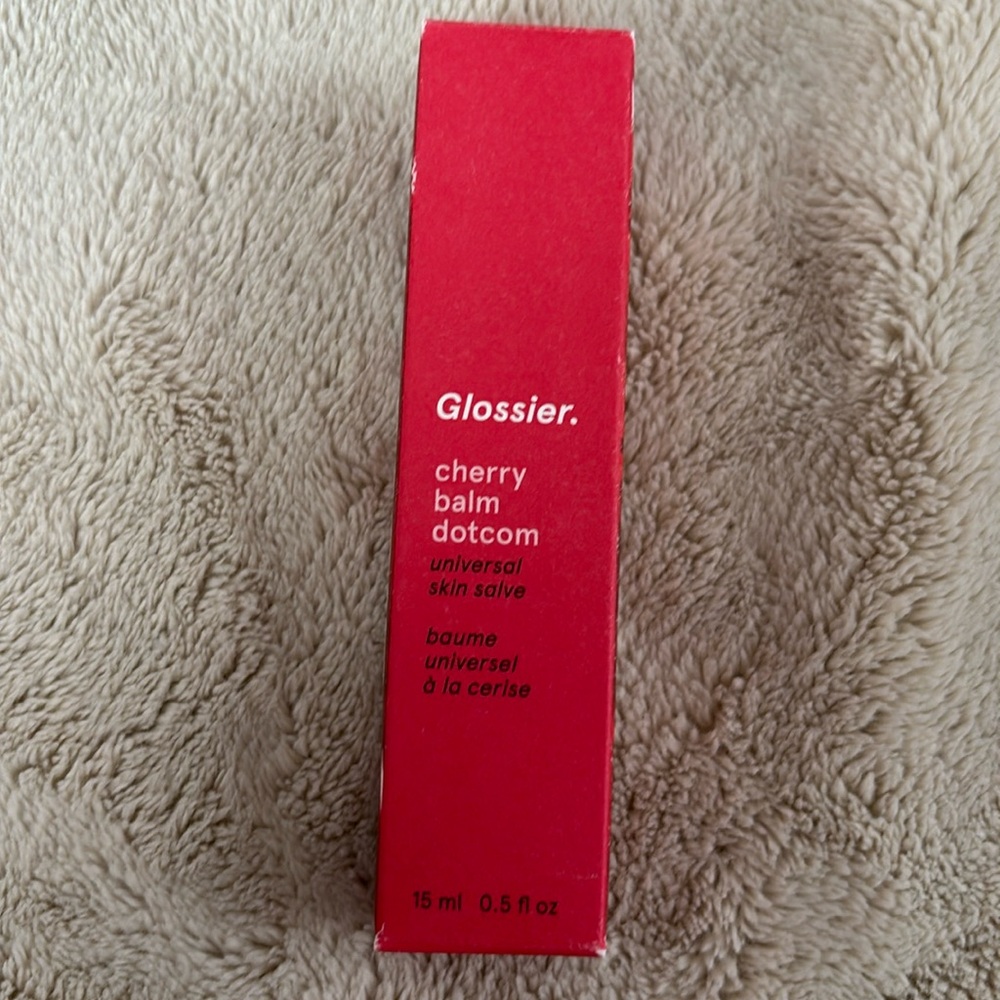 Glossier.
cherry
balm
dotcom
universal
skin salve
baume
universel
à la cerise
15 ml 0.5 fl oz